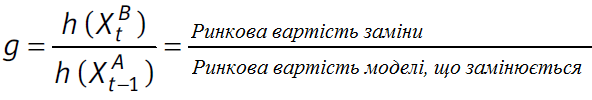 g = h(X_t^B) / h(X_{t-1}^A) = Ринкова вартість заміни / Ринкова вартість моделі, що замінюється